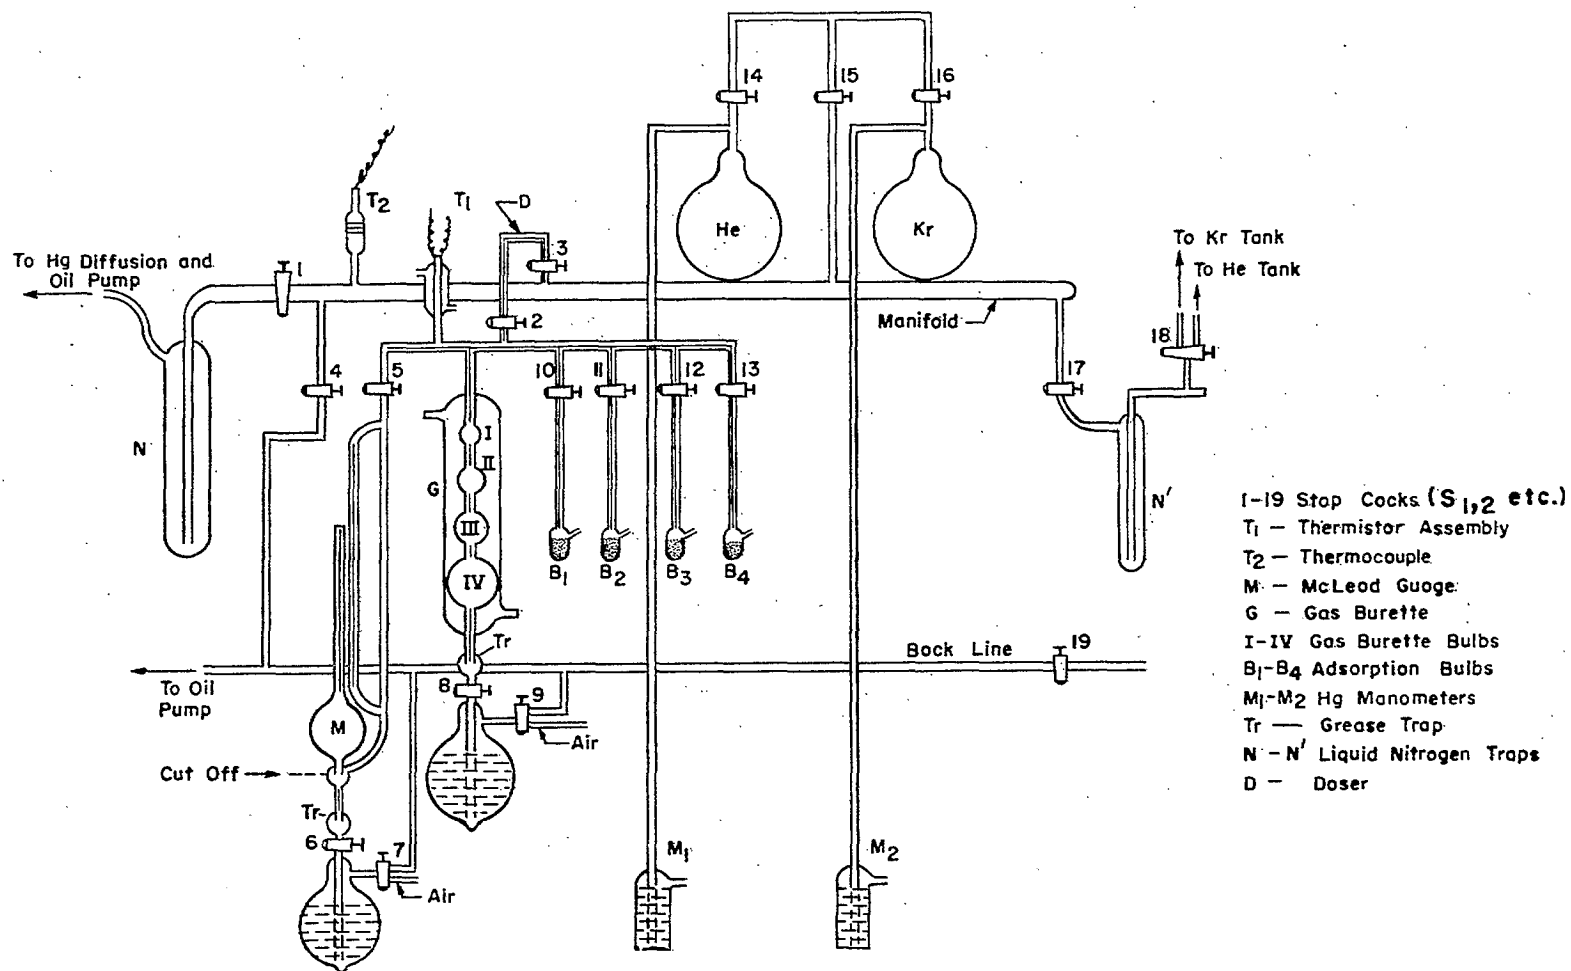 14
15
16
T2
T1
D
3
He
Kr
To Kr Tank
To He Tank
To Hg Diffusion and
Oil Pump
1
2
Manifold
18
4
5
10
11
12
13
17
N
I
II
G
III
IV
N'
B1
B2
B3
B4
1-19 Stop Cocks (S1,2 etc.)
T1 — Thermistor Assembly
T2 — Thermocouple
M — McLeod Guoge
G — Gas Burette
I-IV Gas Burette Bulbs
B1-B4 Adsorption Bulbs
M1-M2 Hg Manometers
Tr — Grease Trap
N - N' Liquid Nitrogen Traps
D — Doser
Tr
Bock Line
19
To Oil
Pump
8
9
Air
M
Cut Off
Tr
6
7
Air
M1
M2